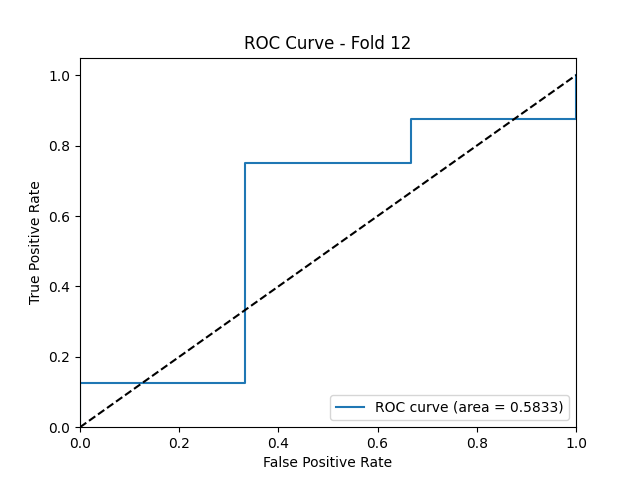 ROC Curve - Fold 12
1.0
0.8
0.6
0.4
0.2
0.0
True Positive Rate
ROC curve (area = 0.5833)
0.0 0.2 0.4 0.6 0.8 1.0
False Positive Rate